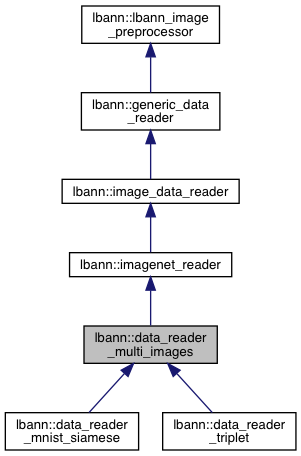 lbann::lbann_image
_preprocessor
lbann::generic_data
_reader
lbann::image_data_reader
lbann::imagenet_reader
lbann::data_reader
_multi_images
lbann::data_reader
_mnist_siamese
lbann::data_reader
_triplet